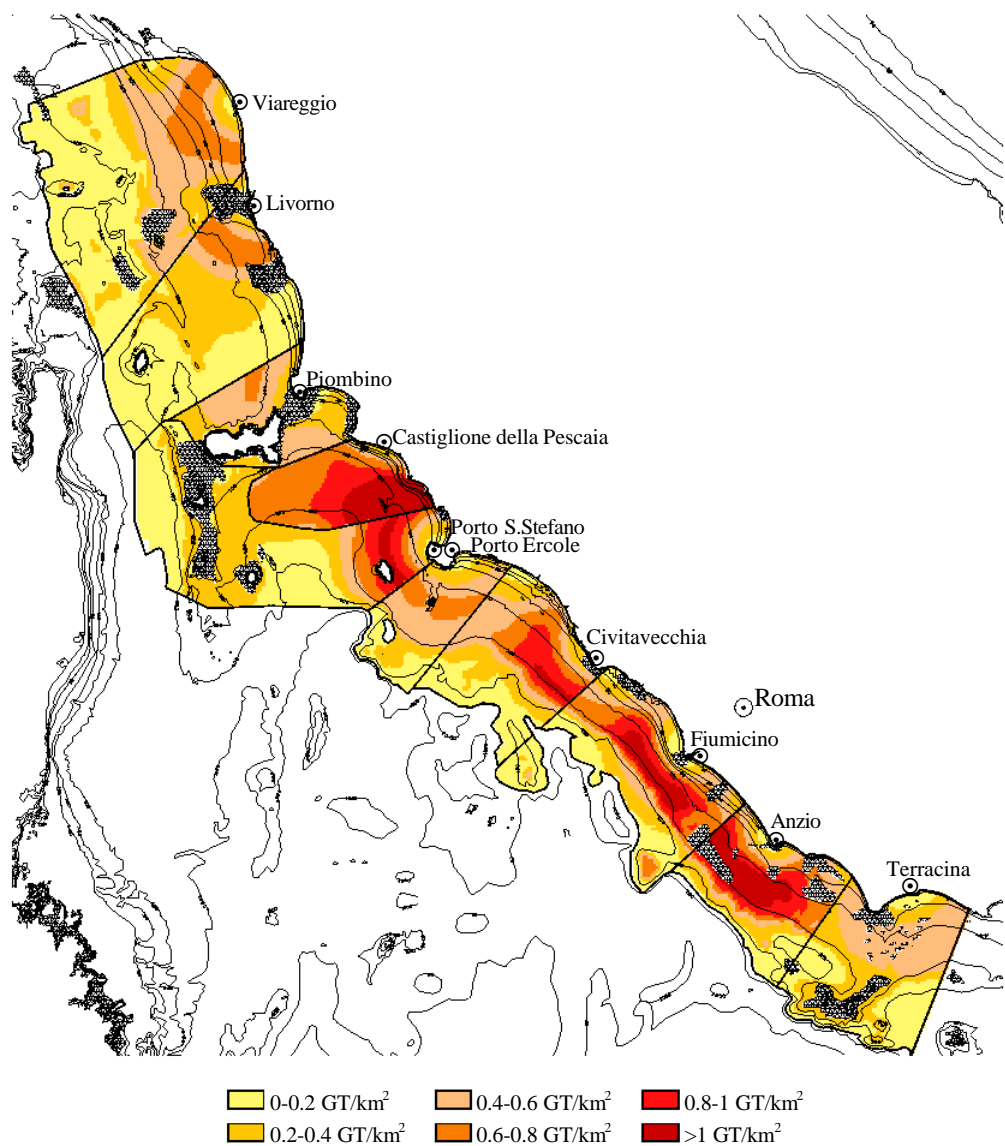 Viareggio
Livorno
Piombino
Castiglione della Pescaia
Porto S.Stefano
Porto Ercole
Civitavecchia
Roma
Fiumicino
Anzio
Terracina
0-0.2 GT/km²
0.4-0.6 GT/km²
0.8-1 GT/km²
0.2-0.4 GT/km²
0.6-0.8 GT/km²
>1 GT/km²